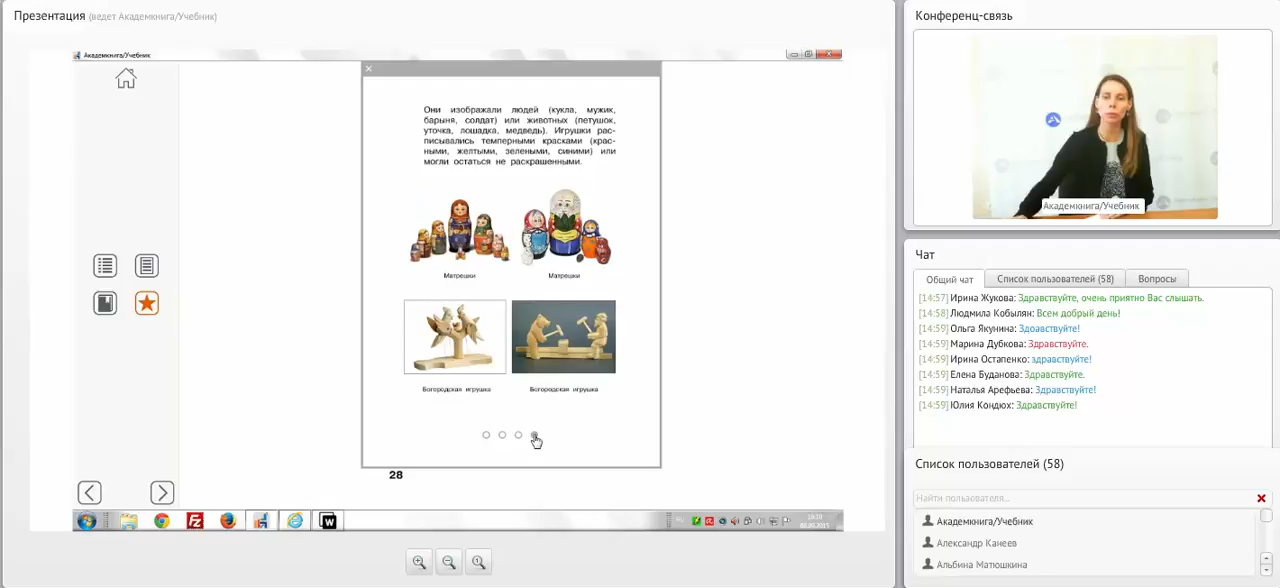 Презентация (ведет Академкнига/Учебник)
Академкнига/Учебник
Они изображали людей (кукла, мужик,
барыня, солдат) или животных (петушок,
уточка, лошадка, медведь). Игрушки рас-
писывались темперными красками (крас-
ными, желтыми, зелеными, синими) или
могли остаться не раскрашенными.
Матрешки
Матрешки
Богородская игрушка
Богородская игрушка
28
Конференц-связь
Академкнига/Учебник
Чат
Общий чат
Список пользователей (58)
Вопросы
[14:57] Ирина Жукова: Здравствуйте, очень приятно Вас слышать.
[14:58] Людмила Кобылян: Всем добрый день!
[14:59] Ольга Якунина: Здоавствуйте!
[14:59] Марина Дубкова: Здравствуйте.
[14:59] Ирина Остапенко: здравствуйте!
[14:59] Елена Буданова: Здравствуйте.
[14:59] Наталья Арефьева: Здравствуйте!
[14:59] Юлия Кондюх: Здравствуйте!
Список пользователей (58)
Найти пользователя...
Академкнига/Учебник
Александр Канеев
Альбина Матюшкина